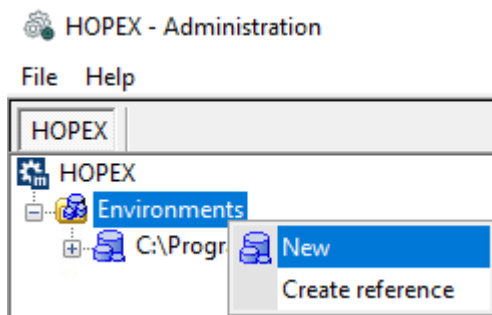 HOPEX - Administration
File Help
HOPEX
HOPEX
Environments
C:\Progr
New
Create reference